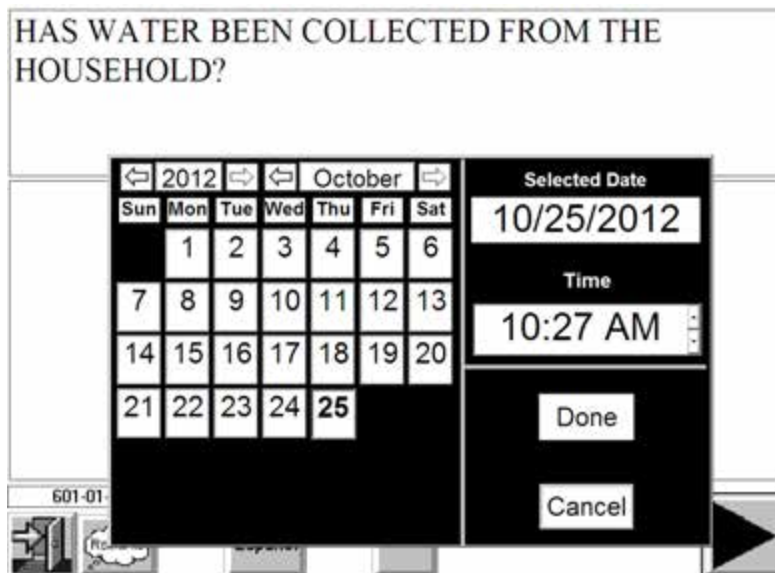 HAS WATER BEEN COLLECTED FROM THE
HOUSEHOLD?
2012 October
Sun Mon Tue Wed Thu Fri Sat
1 2 3 4 5 6
7 8 9 10 11 12 13
14 15 16 17 18 19 20
21 22 23 24 25
Selected Date
10/25/2012
Time
10:27 AM
Done
Cancel
601-01-